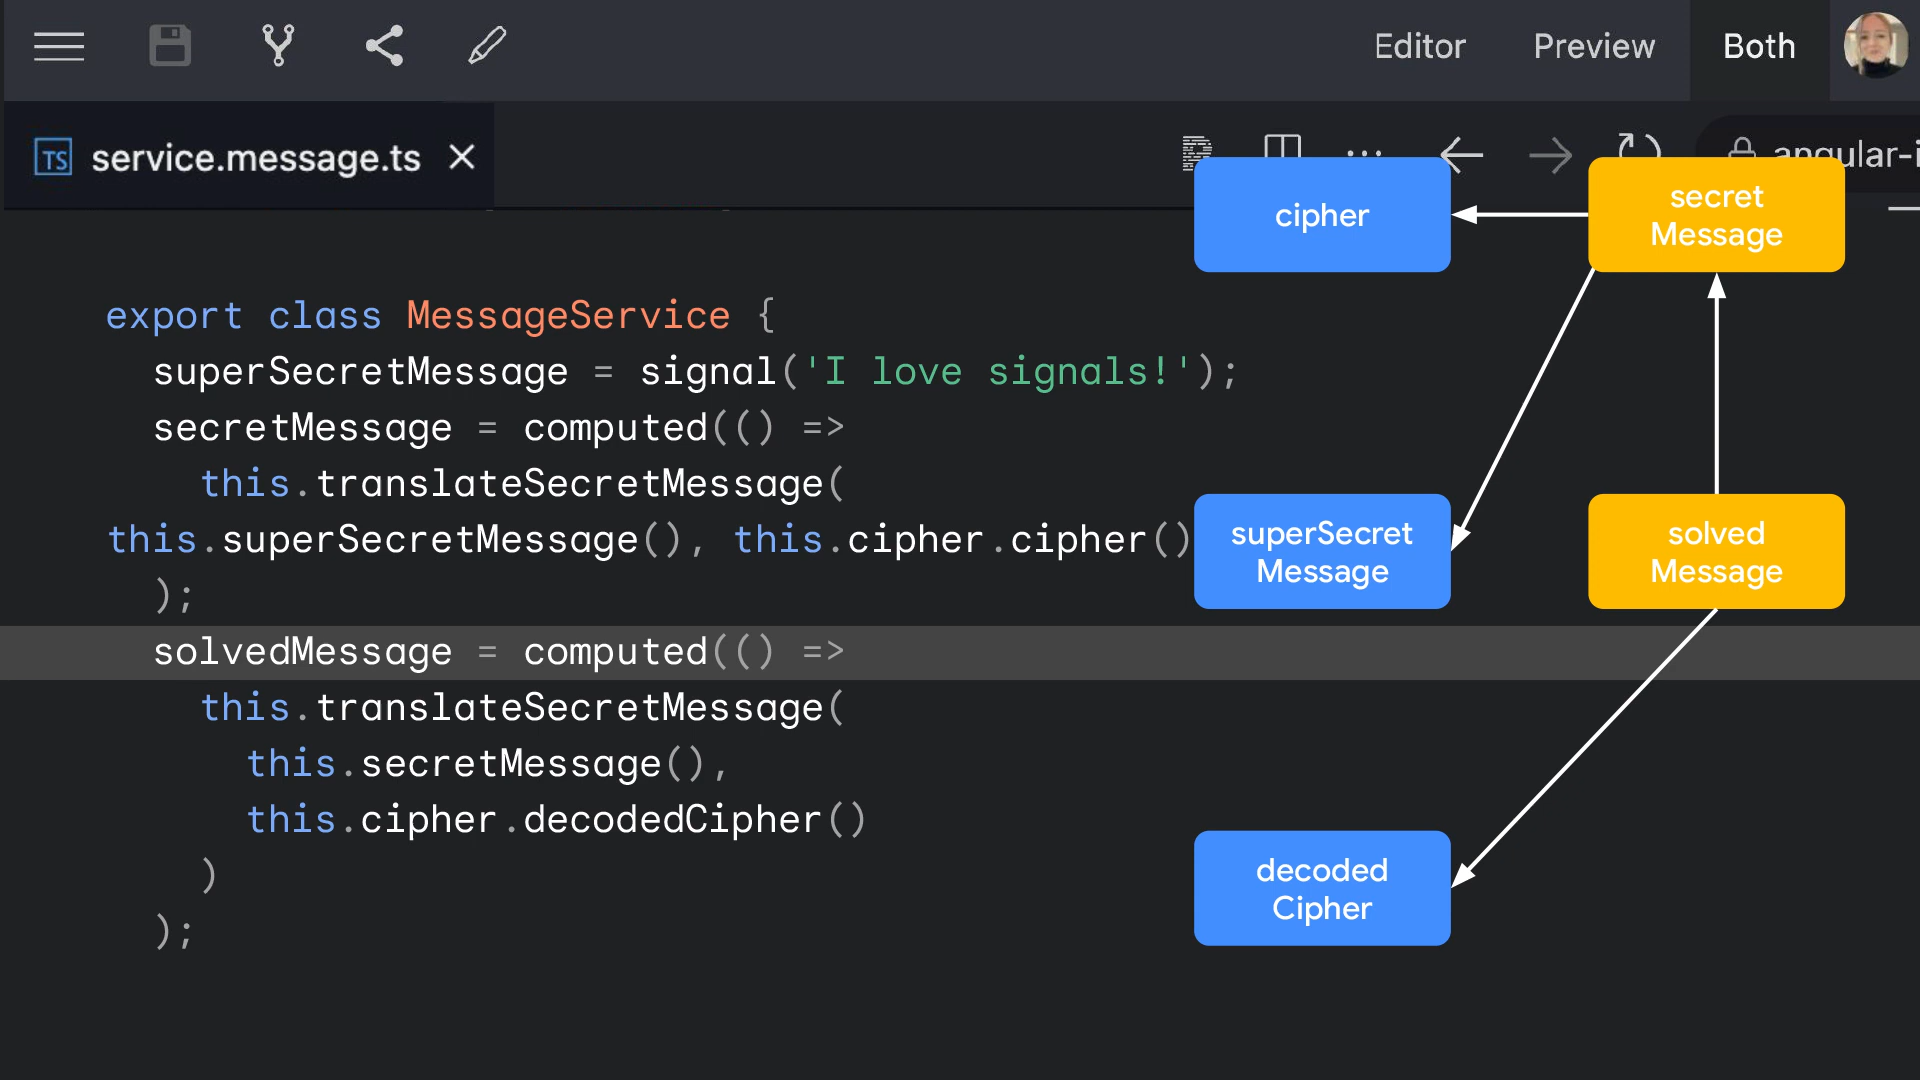 Editor Preview Both
TS service.message.ts
export class MessageService {
superSecretMessage = signal('I love signals!');
secretMessage = computed(() =>
this.translateSecretMessage(
this.superSecretMessage(), this.cipher.cipher()
);
solvedMessage = computed(() =>
this.translateSecretMessage(
this.secretMessage(),
this.cipher.decodedCipher()
)
);
angular-i
cipher
secret
Message
superSecret
Message
solved
Message
decoded
Cipher